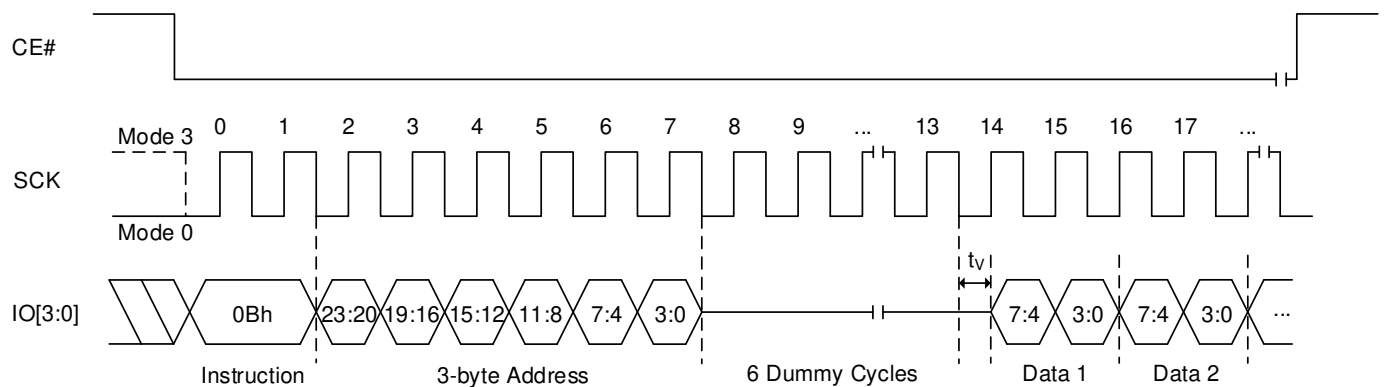 CE#
Mode 3
0 1 2 3 4 5 6 7 8 9 ... 13 14 15 16 17 ...
SCK
Mode 0
tV
IO[3:0]
0Bh 23:20 19:16 15:12 11:8 7:4 3:0 7:4 3:0 7:4 3:0 ...
Instruction 3-byte Address 6 Dummy Cycles Data 1 Data 2